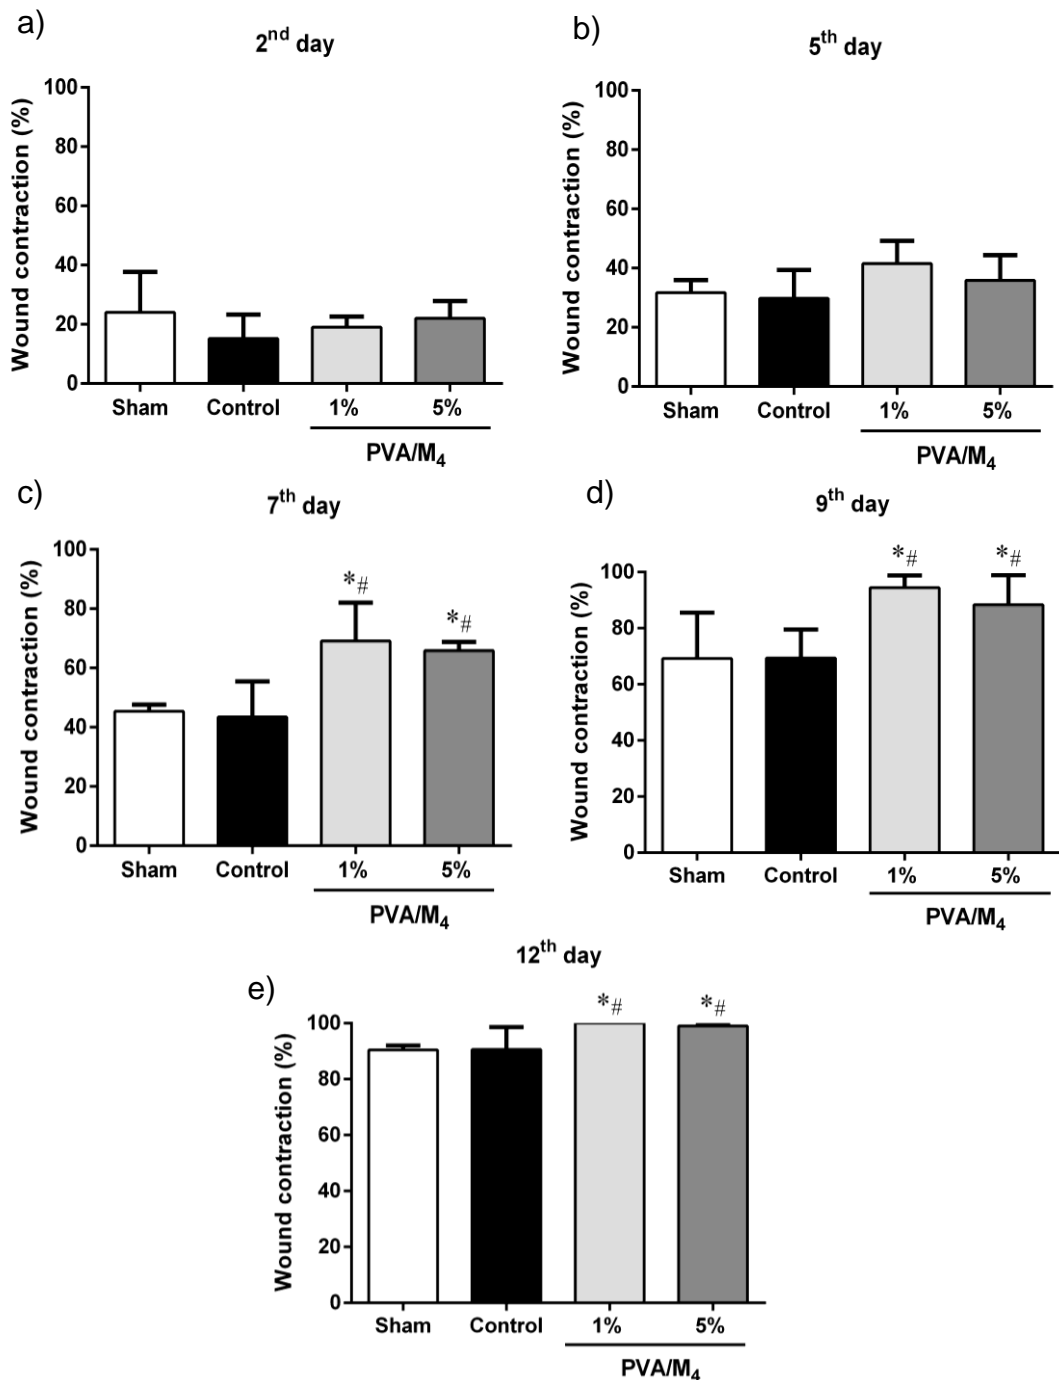 a)
2nd day
Wound contraction (%)
100
80
60
40
20
0
Sham Control 1% 5%
PVA/M4
b)
5th day
Wound contraction (%)
100
80
60
40
20
0
Sham Control 1% 5%
PVA/M4
c)
7th day
Wound contraction (%)
100
80
60
40
20
0
*#
*#
Sham Control 1% 5%
PVA/M4
d)
9th day
Wound contraction (%)
100
80
60
40
20
0
*# *#
Sham Control 1% 5%
PVA/M4
12th day
e)
Wound contraction (%)
100
80
60
40
20
0
*# *#
Sham Control 1% 5%
PVA/M4